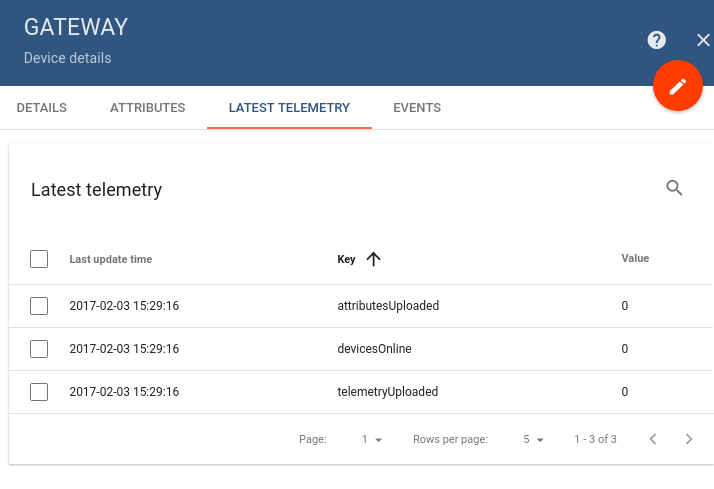 GATEWAY
Device details
?
DETAILS ATTRIBUTES LATEST TELEMETRY EVENTS
Latest telemetry
Last update time Key Value
2017-02-03 15:29:16 attributesUploaded 0
2017-02-03 15:29:16 devicesOnline 0
2017-02-03 15:29:16 telemetryUploaded 0
Page: 1 Rows per page: 5 1 - 3 of 3